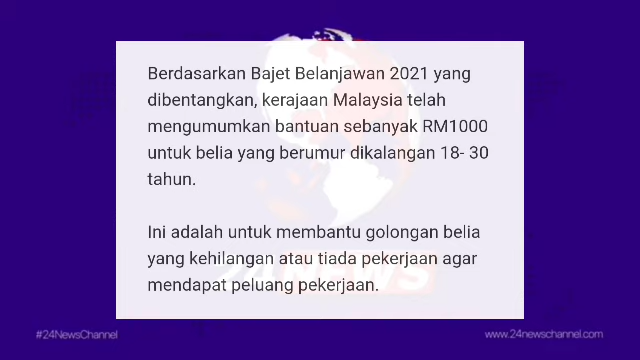 Berdasarkan Bajet Belanjawan 2021 yang
dibentangkan, kerajaan Malaysia telah
mengumumkan bantuan sebanyak RM1000
untuk belia yang berumur dikalangan 18- 30
tahun.
Ini adalah untuk membantu golongan belia
yang kehilangan atau tiada pekerjaan agar
mendapat peluang pekerjaan.
24 NEWS
#24NewsChannel
www.24newschannel.com